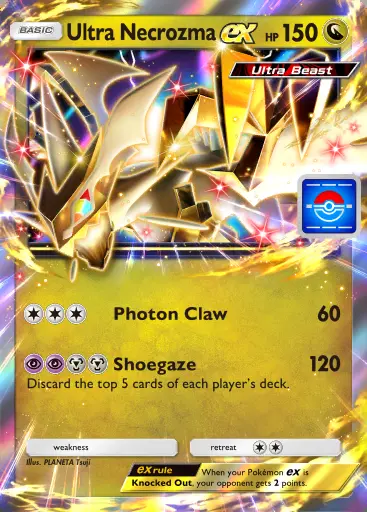 BASIC Ultra Necrozma ex HP 150
Ultra Beast
Photon Claw 60
Shoegaze 120
Discard the top 5 cards of each player's deck.
weakness retreat
Illus. PLANETA Tsuji
ex rule When your Pokémon ex is
Knocked Out, your opponent gets 2 points.